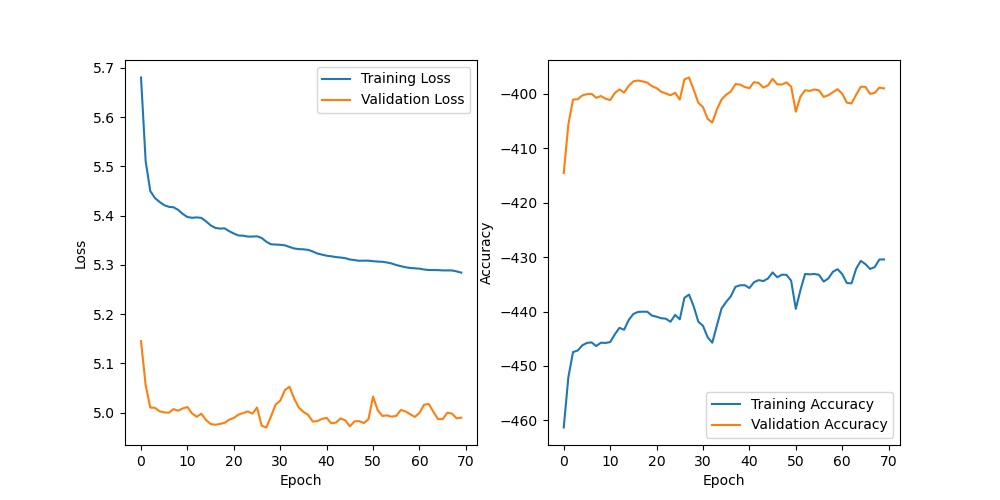 5.7
5.6
5.5
5.4
5.3
5.2
5.1
5.0
Loss
0 10 20 30 40 50 60 70
Epoch
Training Loss
Validation Loss
−400
−410
−420
−430
−440
−450
−460
Accuracy
0 10 20 30 40 50 60 70
Epoch
Training Accuracy
Validation Accuracy